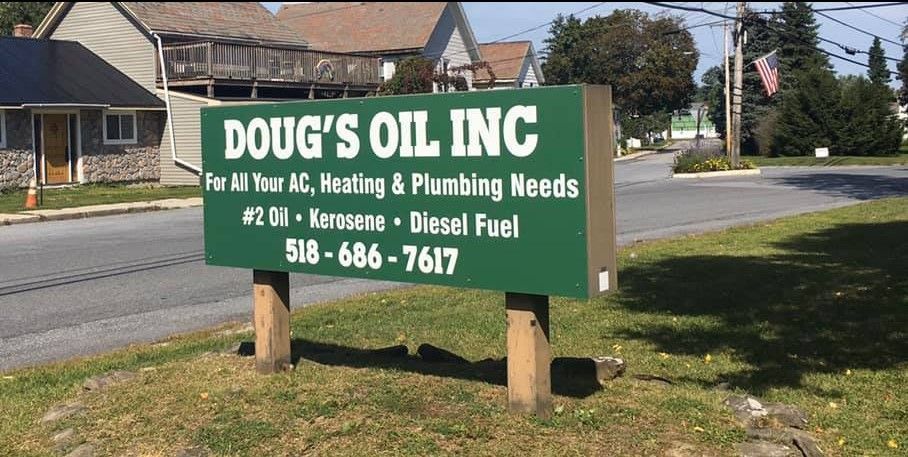 DOUG'S OIL INC
For All Your AC, Heating & Plumbing Needs
#2 Oil • Kerosene • Diesel Fuel
518 - 686 - 7617